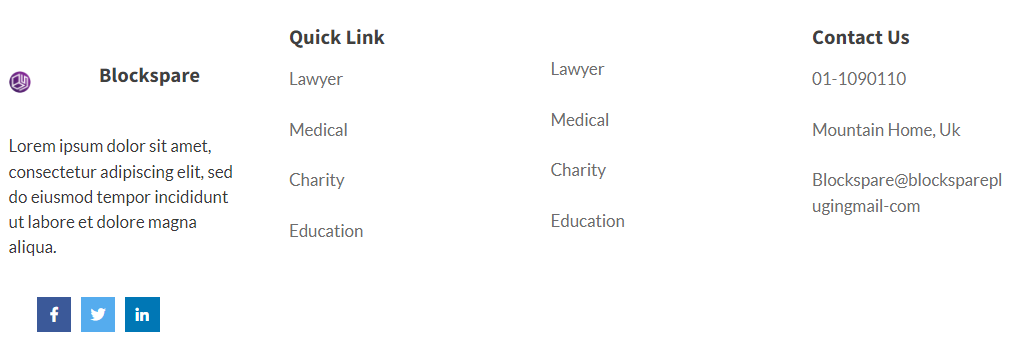 Blockspare
Lorem ipsum dolor sit amet,
consectetur adipiscing elit, sed
do eiusmod tempor incididunt
ut labore et dolore magna
aliqua.
Quick Link
Lawyer
Medical
Charity
Education
Lawyer
Medical
Charity
Education
Contact Us
01-1090110
Mountain Home, Uk
Blockspare@blocksparepl
ugingmail-com